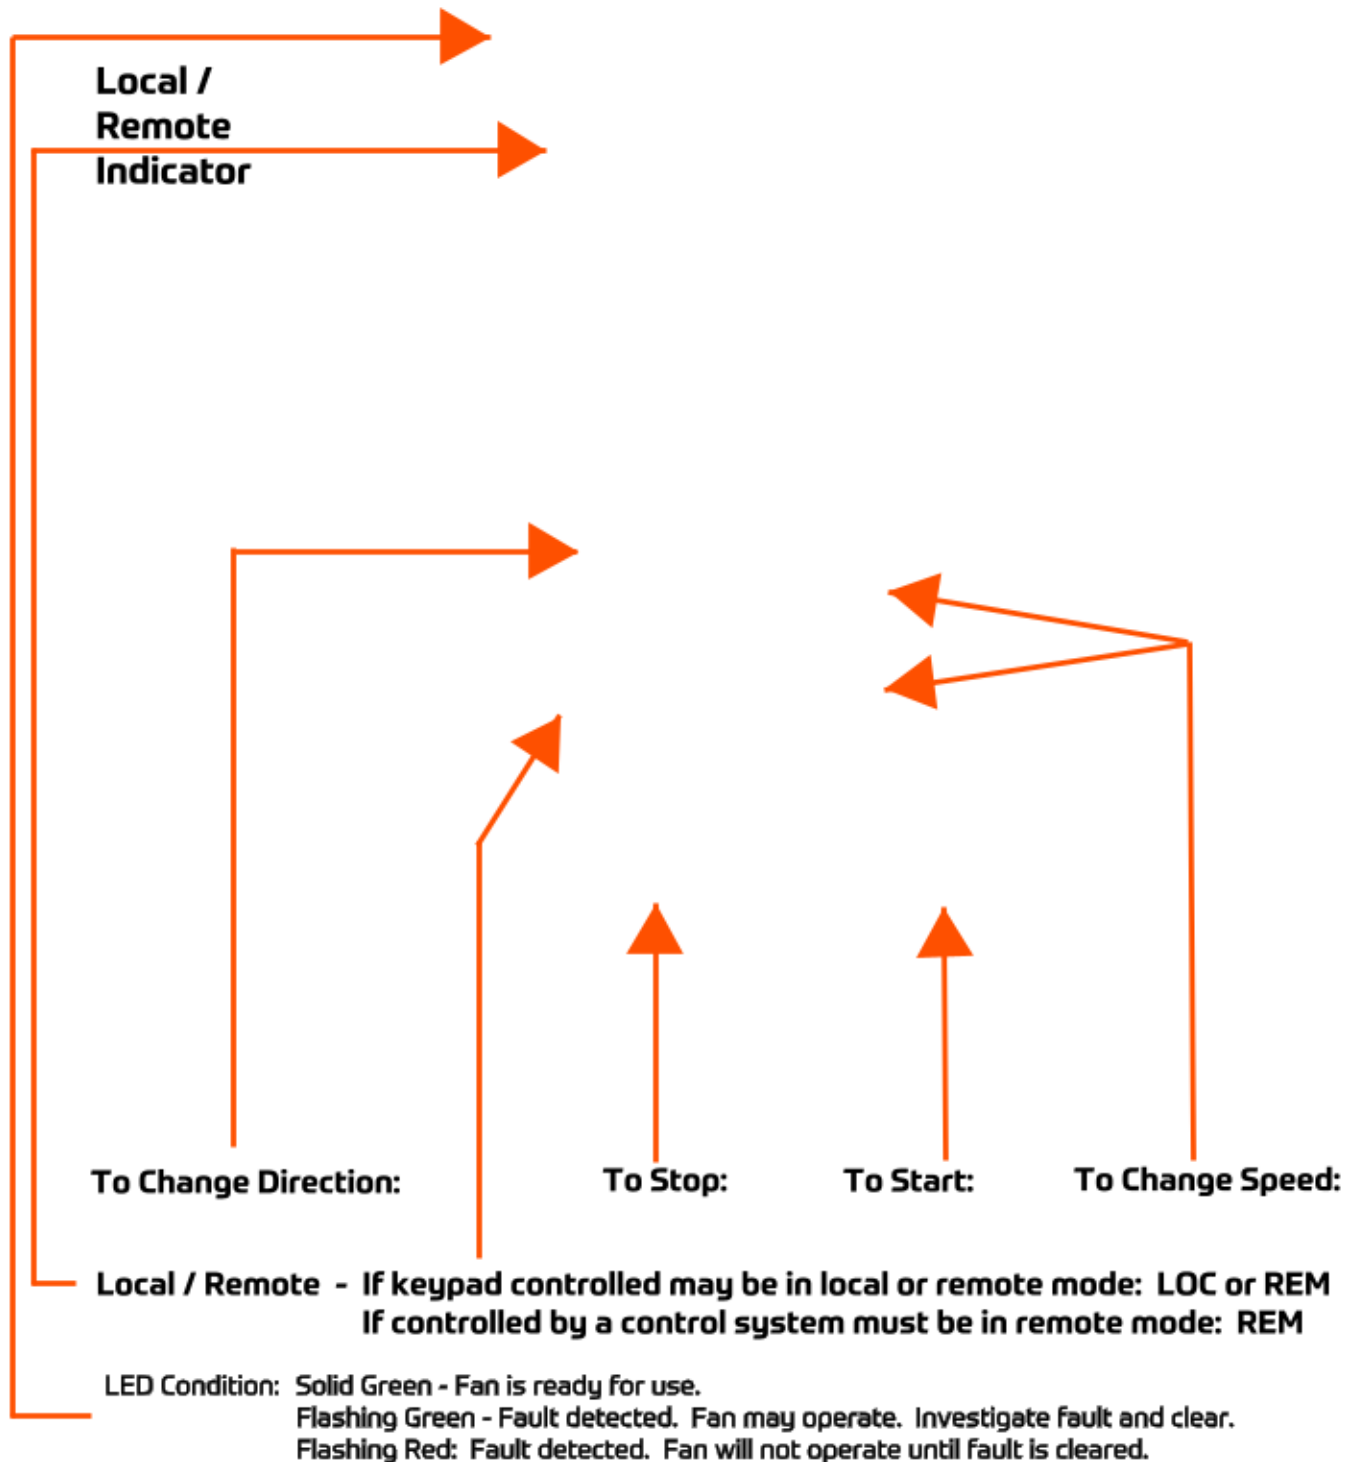 Local /
Remote
Indicator
To Change Direction: To Stop: To Start: To Change Speed:
Local / Remote - If keypad controlled may be in local or remote mode: LOC or REM
If controlled by a control system must be in remote mode: REM
LED Condition: Solid Green - Fan is ready for use.
Flashing Green - Fault detected. Fan may operate. Investigate fault and clear.
Flashing Red: Fault detected. Fan will not operate until fault is cleared.